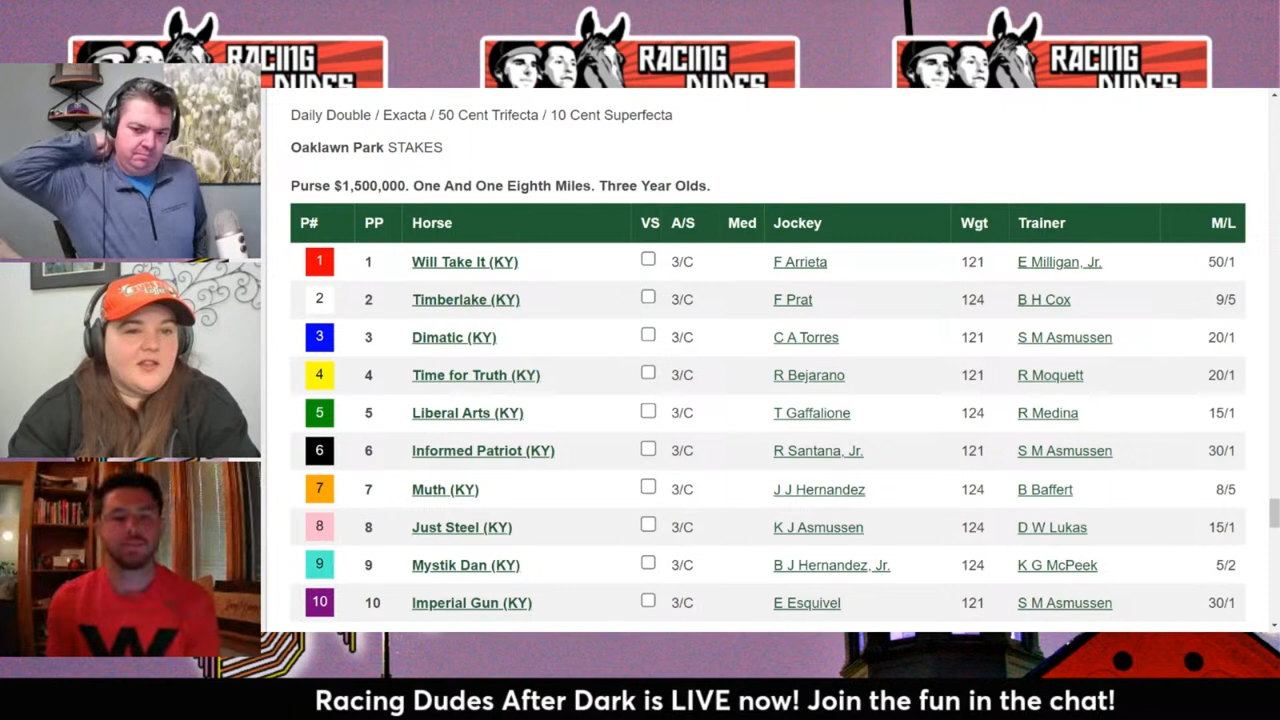 RACING
DUDES
RACING
DUDES
RACING
DUDES
Daily Double / Exacta / 50 Cent Trifecta / 10 Cent Superfecta
Oaklawn Park STAKES
Purse $1,500,000. One And One Eighth Miles. Three Year Olds.
P# PP Horse VS A/S Med Jockey Wgt Trainer M/L
1 1 Will Take It (KY) 3/C F Arrieta 121 E Milligan, Jr. 50/1
2 2 Timberlake (KY) 3/C F Prat 124 B H Cox 9/5
3 3 Dimatic (KY) 3/C C A Torres 121 S M Asmussen 20/1
4 4 Time for Truth (KY) 3/C R Bejarano 121 R Moquett 20/1
5 5 Liberal Arts (KY) 3/C T Gaffalione 124 R Medina 15/1
6 6 Informed Patriot (KY) 3/C R Santana, Jr. 121 S M Asmussen 30/1
7 7 Muth (KY) 3/C J J Hernandez 124 B Baffert 8/5
8 8 Just Steel (KY) 3/C K J Asmussen 124 D W Lukas 15/1
9 9 Mystik Dan (KY) 3/C B J Hernandez, Jr. 124 K G McPeek 5/2
10 10 Imperial Gun (KY) 3/C E Esquivel 121 S M Asmussen 30/1
W
Racing Dudes After Dark is LIVE now! Join the fun in the chat!